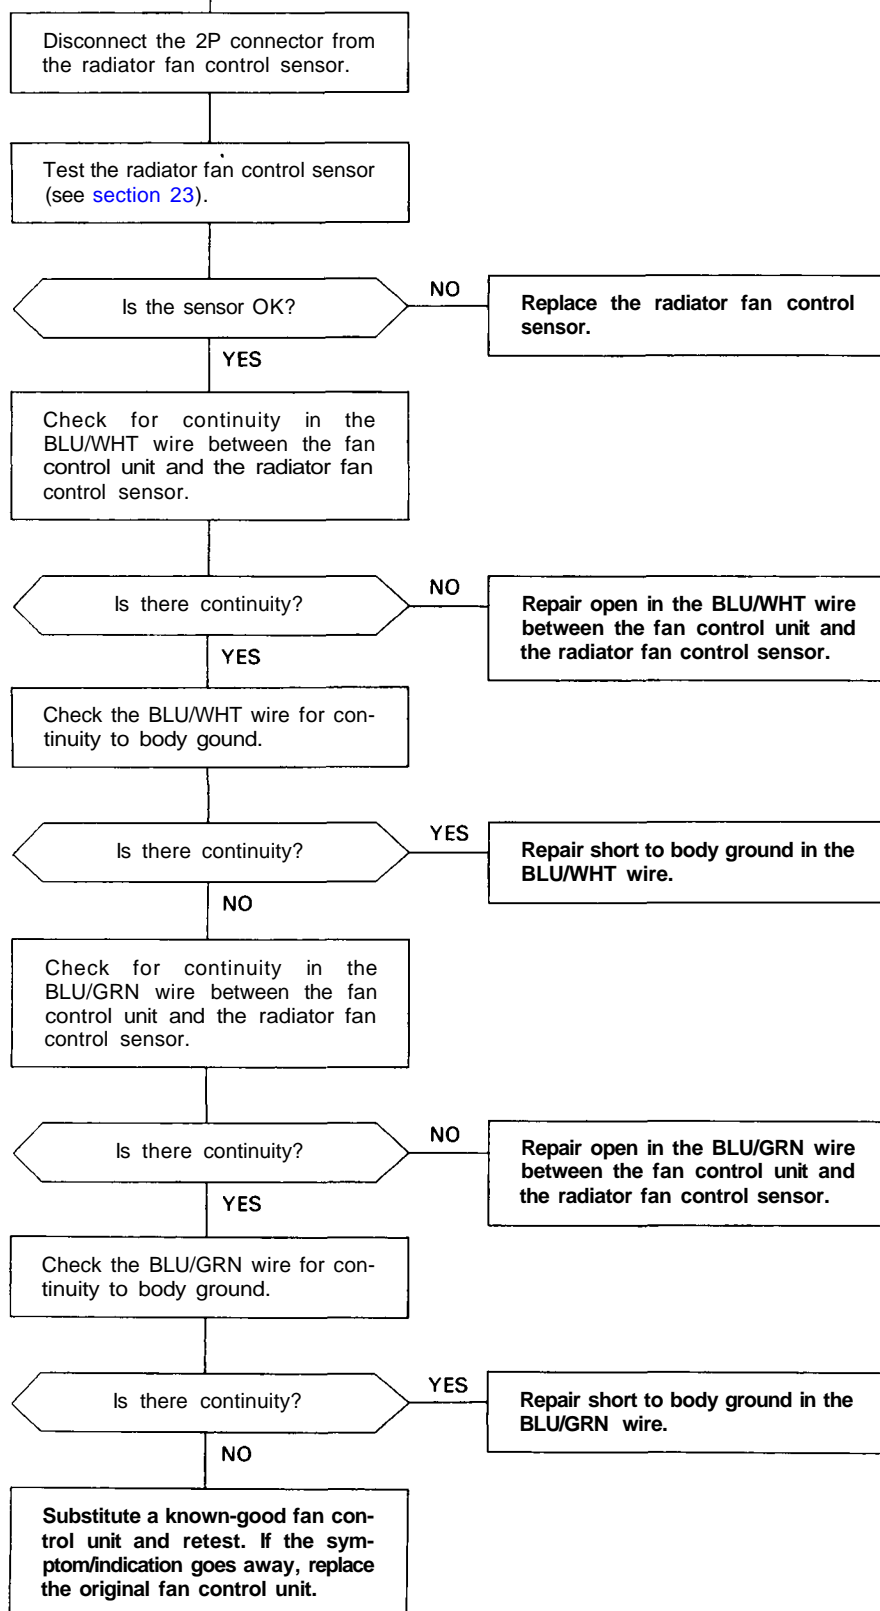 Disconnect the 2P connector from
the radiator fan control sensor.
Test the radiator fan control sensor
(see section 23).
Is the sensor OK?
NO
Replace the radiator fan control
sensor.
YES
Check for continuity in the
BLU/WHT wire between the fan
control unit and the radiator fan
control sensor.
Is there continuity?
NO
Repair open in the BLU/WHT wire
between the fan control unit and
the radiator fan control sensor.
YES
Check the BLU/WHT wire for con-
tinuity to body gound.
Is there continuity?
YES
Repair short to body ground in the
BLU/WHT wire.
NO
Check for continuity in the
BLU/GRN wire between the fan
control unit and the radiator fan
control sensor.
Is there continuity?
NO
Repair open in the BLU/GRN wire
between the fan control unit and
the radiator fan control sensor.
YES
Check the BLU/GRN wire for con-
tinuity to body ground.
Is there continuity?
YES
Repair short to body ground in the
BLU/GRN wire.
NO
Substitute a known-good fan con-
trol unit and retest. If the sym-
ptom/indication goes away, replace
the original fan control unit.